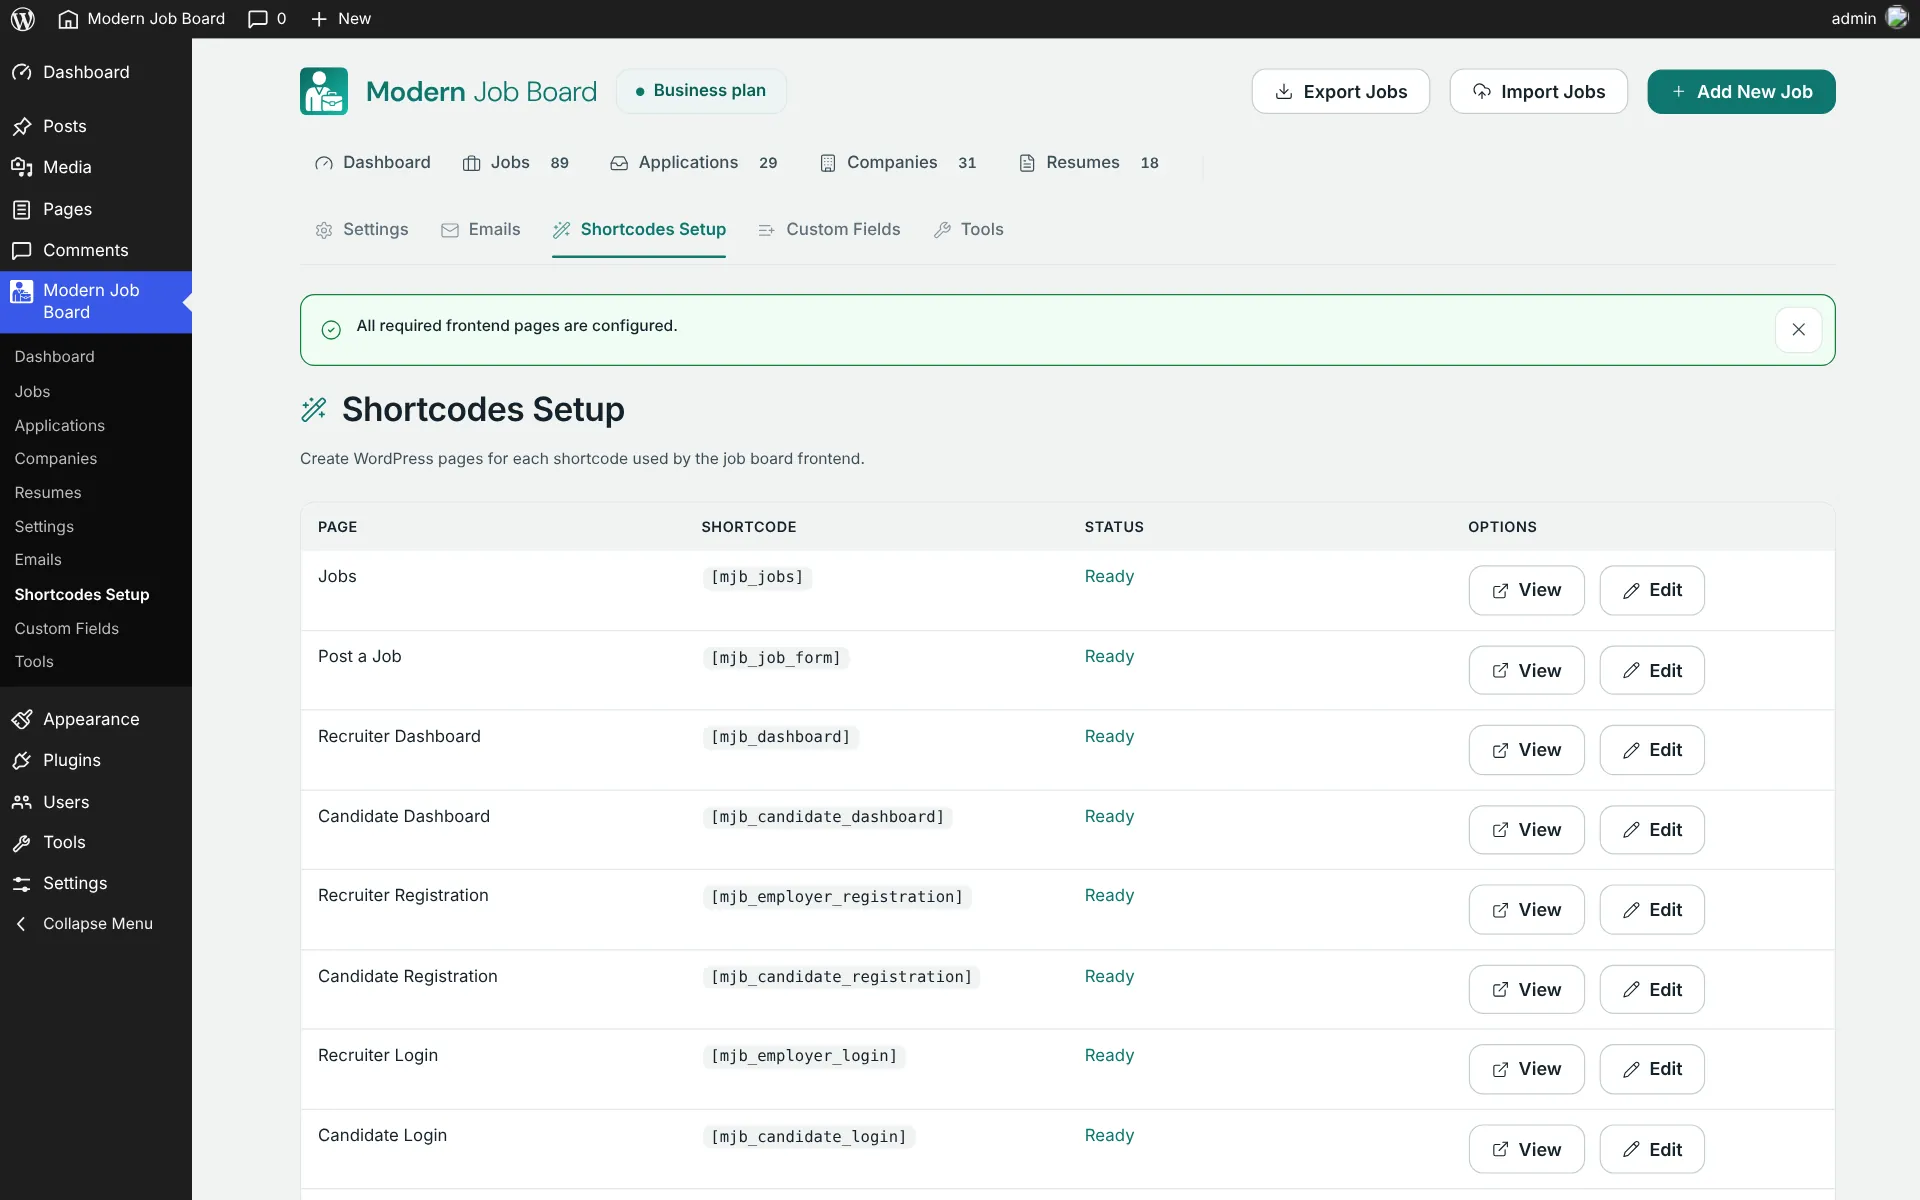 Modern Job Board 0 New admin
Dashboard
Posts
Media
Pages
Comments
Modern Job
Board
Dashboard
Jobs
Applications
Companies
Resumes
Settings
Emails
Shortcodes Setup
Custom Fields
Tools
Appearance
Plugins
Users
Tools
Settings
Collapse Menu
Modern Job Board Business plan Export Jobs Import Jobs Add New Job
Dashboard Jobs 89 Applications 29 Companies 31 Resumes 18
Settings Emails Shortcodes Setup Custom Fields Tools
All required frontend pages are configured.
Shortcodes Setup
Create WordPress pages for each shortcode used by the job board frontend.
PAGE SHORTCODE STATUS OPTIONS
Jobs [mjb_jobs] Ready View Edit
Post a Job [mjb_job_form] Ready View Edit
Recruiter Dashboard [mjb_dashboard] Ready View Edit
Candidate Dashboard [mjb_candidate_dashboard] Ready View Edit
Recruiter Registration [mjb_employer_registration] Ready View Edit
Candidate Registration [mjb_candidate_registration] Ready View Edit
Recruiter Login [mjb_employer_login] Ready View Edit
Candidate Login [mjb_candidate_login] Ready View Edit